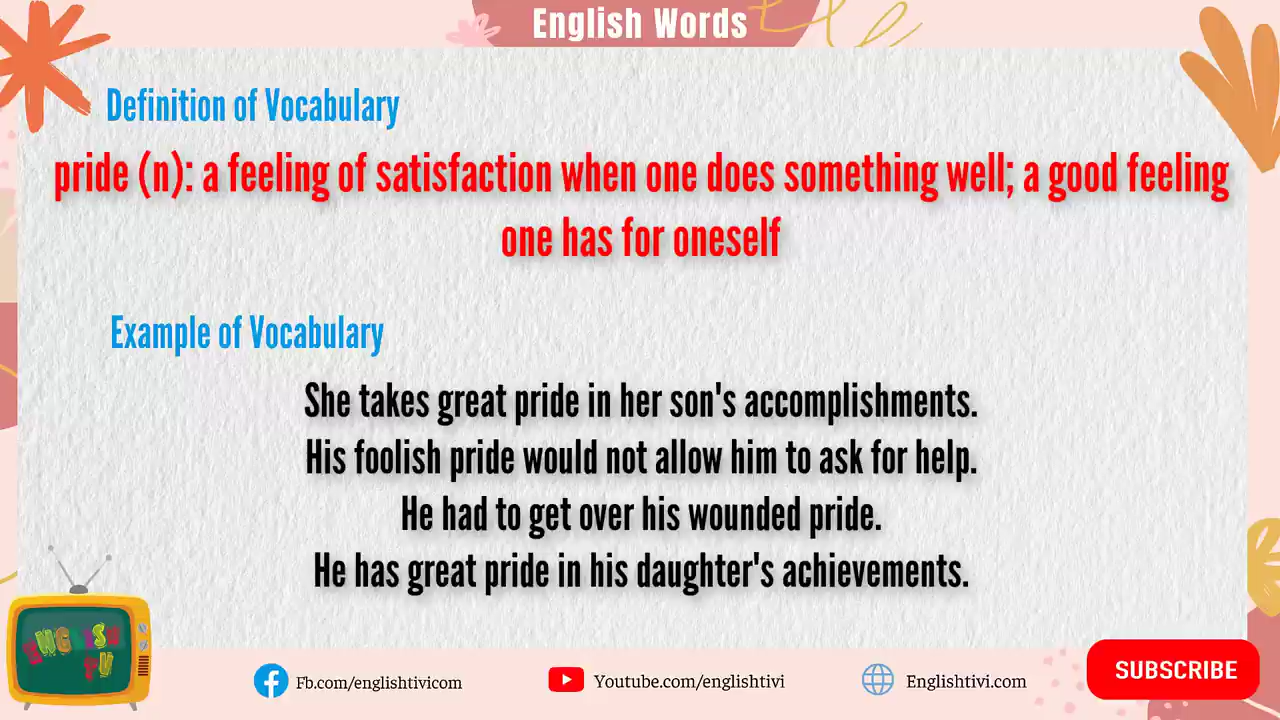 English Words
Definition of Vocabulary
pride (n): a feeling of satisfaction when one does something well; a good feeling
one has for oneself
Example of Vocabulary
She takes great pride in her son's accomplishments.
His foolish pride would not allow him to ask for help.
He had to get over his wounded pride.
He has great pride in his daughter's achievements.
ENGLISH
TV
Fb.com/englishtivicom
Youtube.com/englishtivi
Englishtivi.com
SUBSCRIBE